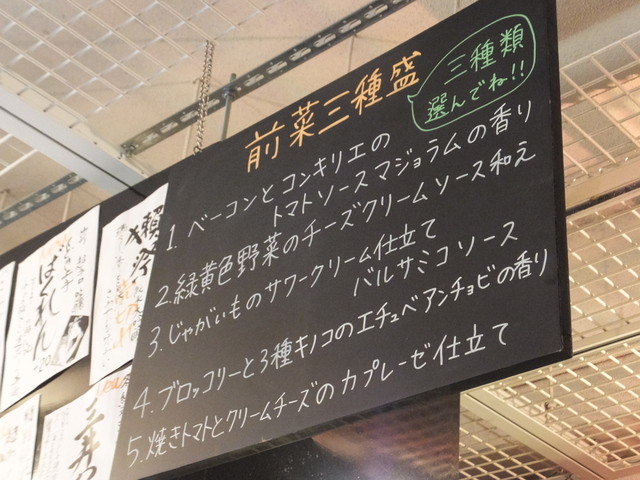 前菜三種盛
三種類
選んでね!!
1. ベーコンとコンキリエの
トマトソースマジョラムの香り
2. 緑黄色野菜のチーズクリームソース和え
3. じゃがいものサワークリーム仕立て
バルサミコソース
4. ブロッコリーと3種キノコのエチュベアンチョビの香り
5. 焼きトマトとクリームチーズのカプレーゼ仕立て